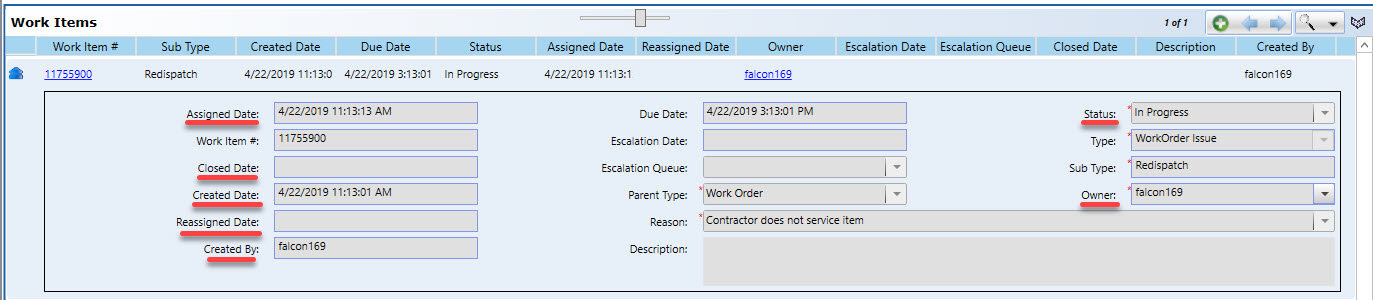 Work Items 1 of 1
Work Item # Sub Type Created Date Due Date Status Assigned Date Reassigned Date Owner Escalation Date Escalation Queue Closed Date Description Created By
11755900 Redispatch 4/22/2019 11:13:0 4/22/2019 3:13:01 In Progress 4/22/2019 11:13:1 falcon169 falcon169
Assigned Date: 4/22/2019 11:13:13 AM Due Date: 4/22/2019 3:13:01 PM Status: * In Progress
Work Item #: 11755900 Escalation Date: Type: * WorkOrder Issue
Closed Date: Escalation Queue: Sub Type: * Redispatch
Created Date: 4/22/2019 11:13:01 AM Parent Type: * Work Order Owner: * falcon169
Reassigned Date: Reason: * Contractor does not service item
Created By: falcon169 Description: